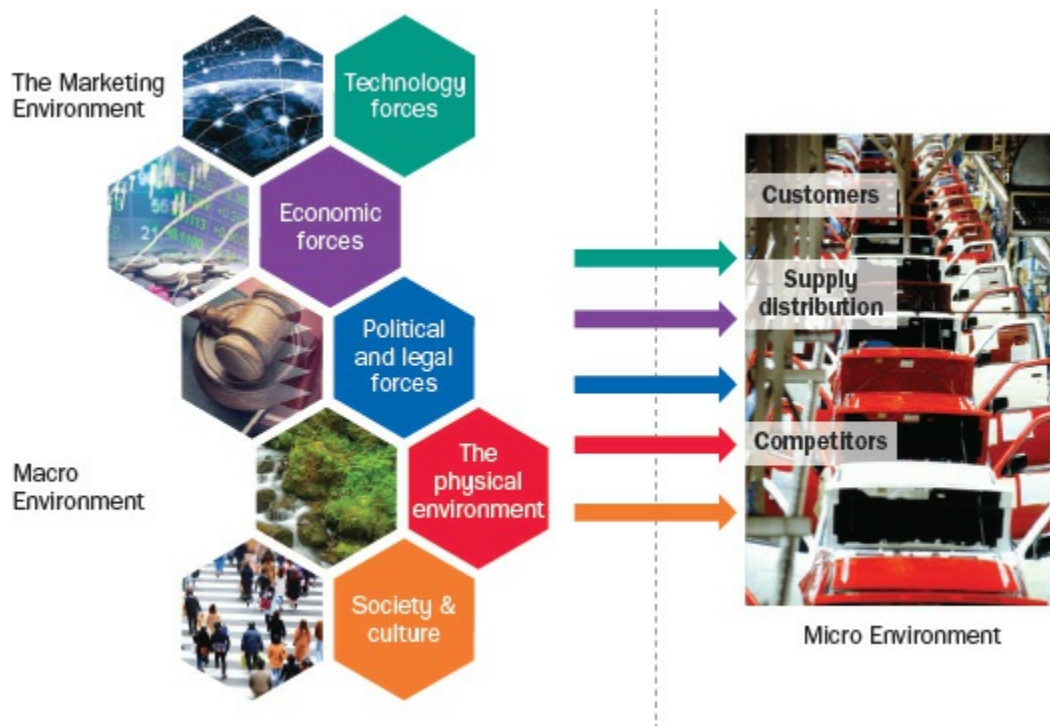 The Marketing
Environment
Technology
forces
Economic
forces
Political
and legal
forces
Macro
Environment
The
physical
environment
Society &
culture
Customers
Supply
distribution
Competitors
Micro Environment